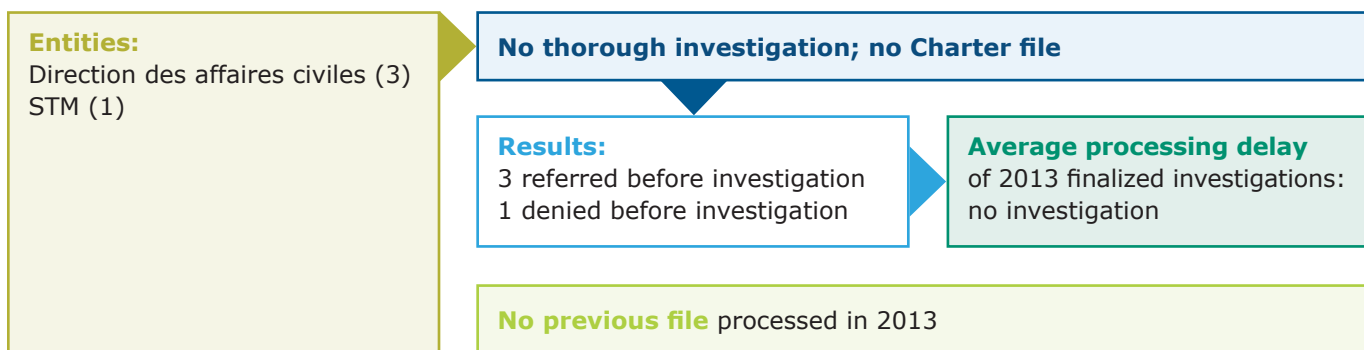 Entities:
Direction des affaires civiles (3)
STM (1)
No thorough investigation; no Charter file
Results:
3 referred before investigation
1 denied before investigation
Average processing delay
of 2013 finalized investigations:
no investigation
No previous file processed in 2013